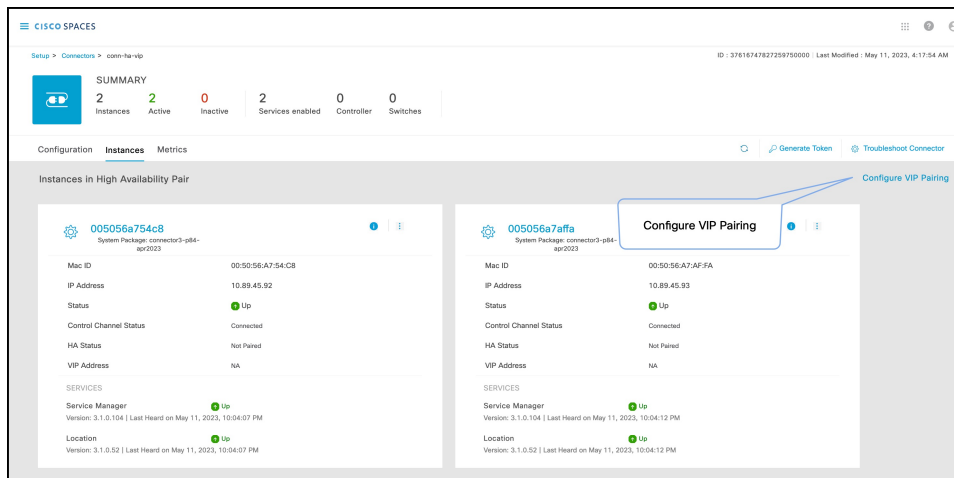 CISCO SPACES
Setup > Connectors > conn-ha-vip
ID : 37616747827259750000 | Last Modified : May 11, 2023, 4:17:54 AM
SUMMARY
2 2 0 2 0 0
Instances Active Inactive Services enabled Controller Switches
Configuration Instances Metrics
Generate Token Troubleshoot Connector
Instances in High Availability Pair
Configure VIP Pairing
Configure VIP Pairing
005056a754c8
System Package: connector3-p84-
apr2023
Mac ID 00:50:56:A7:54:C8
IP Address 10.89.45.92
Status Up
Control Channel Status Connected
HA Status Not Paired
VIP Address NA
SERVICES
Service Manager Up
Version: 3.1.0.104 | Last Heard on May 11, 2023, 10:04:07 PM
Location Up
Version: 3.1.0.52 | Last Heard on May 11, 2023, 10:04:07 PM
005056a7affa
System Package: connector3-p84-
apr2023
Mac ID 00:50:56:A7:AF:FA
IP Address 10.89.45.93
Status Up
Control Channel Status Connected
HA Status Not Paired
VIP Address NA
SERVICES
Service Manager Up
Version: 3.1.0.104 | Last Heard on May 11, 2023, 10:04:12 PM
Location Up
Version: 3.1.0.52 | Last Heard on May 11, 2023, 10:04:12 PM